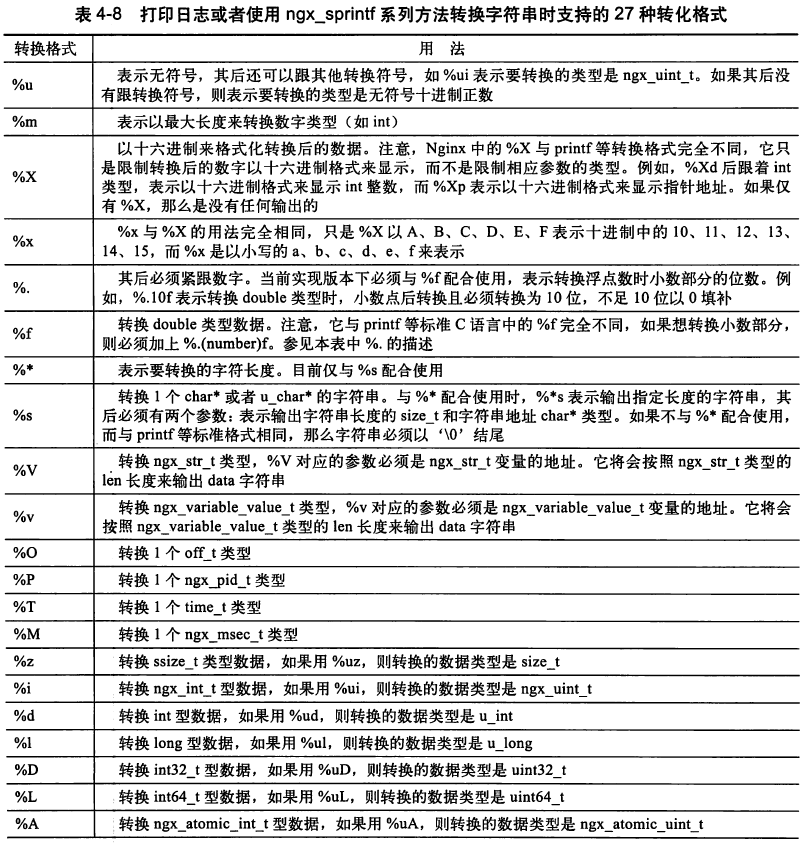 表 4-8 打印日志或者使用 ngx_sprintf 系列方法转换字符串时支持的 27 种转化格式
转换格式 用 法
%u 表示无符号，其后还可以跟其他转换符号，如 %ui 表示要转换的类型是 ngx_uint_t。如果其后没
有跟转换符号，则表示要转换的类型是无符号十进制正数
%m 表示以最大长度来转换数字类型（如 int）
%X 以十六进制来格式化转换后的数据。注意，Nginx 中的 %X 与 printf 等转换格式完全不同，它只
是限制转换后的数字以十六进制格式来显示，而不是限制相应参数的类型。例如，%Xd 后跟着 int
类型，表示以十六进制格式来显示 int 整数，而 %Xp 表示以十六进制格式来显示指针地址。如果仅
有 %X，那么是没有任何输出的
%x %x 与 %X 的用法完全相同，只是 %X 以 A、B、C、D、E、F 表示十进制中的 10、11、12、13、
14、15，而 %x 是以小写的 a、b、c、d、e、f 来表示
%. 其后必须紧跟数字。当前实现版本下必须与 %f 配合使用，表示转换浮点数时小数部分的位数。例
如，%.10f 表示转换 double 类型时，小数点后转换且必须转换为 10 位，不足 10 位以 0 填补
%f 转换 double 类型数据。注意，它与 printf 等标准 C 语言中的 %f 完全不同，如果想转换小数部分，
则必须加上 %.(number)f。参见本表中 %. 的描述
%* 表示要转换的字符长度。目前仅与 %s 配合使用
%s 转换 1 个 char* 或者 u_char* 的字符串。与 %* 配合使用时，%*s 表示输出指定长度的字符串，其
后必须有两个参数：表示输出字符串长度的 size_t 和字符串地址 char* 类型。如果不与 %* 配合使用，
而与 printf 等标准格式相同，那么字符串必须以‘\0’结尾
%V 转换 ngx_str_t 类型，%V 对应的参数必须是 ngx_str_t 变量的地址。它将会按照 ngx_str_t 类型的
len 长度来输出 data 字符串
%v 转换 ngx_variable_value_t 类型，%v 对应的参数必须是 ngx_variable_value_t 变量的地址。它将会
按照 ngx_variable_value_t 类型的 len 长度来输出 data 字符串
%O 转换 1 个 off_t 类型
%P 转换 1 个 ngx_pid_t 类型
%T 转换 1 个 time_t 类型
%M 转换 1 个 ngx_msec_t 类型
%z 转换 ssize_t 类型数据，如果用 %uz，则转换的数据类型是 size_t
%i 转换 ngx_int_t 型数据，如果用 %ui，则转换的数据类型是 ngx_uint_t
%d 转换 int 型数据，如果用 %ud，则转换的数据类型是 u_int
%l 转换 long 型数据，如果用 %ul，则转换的数据类型是 u_long
%D 转换 int32_t 型数据，如果用 %uD，则转换的数据类型是 uint32_t
%L 转换 int64_t 型数据，如果用 %uL，则转换的数据类型是 uint64_t
%A 转换 ngx_atomic_int_t 型数据，如果用 %uA，则转换的数据类型是 ngx_atomic_uint_t